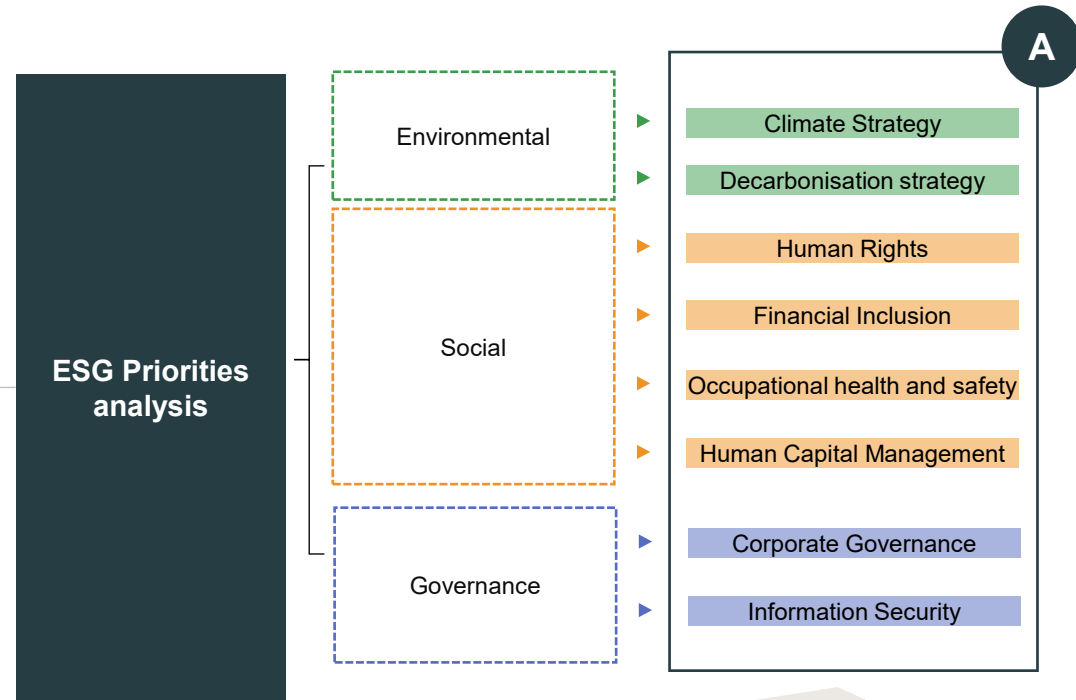 A
ESG Priorities
analysis
Environmental
Climate Strategy
Decarbonisation strategy
Social
Human Rights
Financial Inclusion
Occupational health and safety
Human Capital Management
Governance
Corporate Governance
Information Security